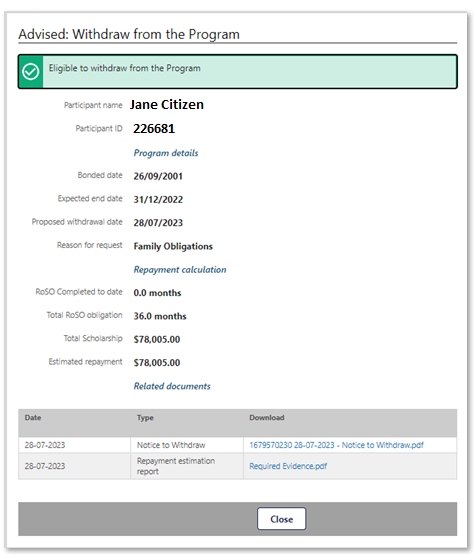 Advised: Withdraw from the Program
Eligible to withdraw from the Program
Participant name Jane Citizen
Participant ID 226681
Program details
Bonded date 26/09/2001
Expected end date 31/12/2022
Proposed withdrawal date 28/07/2023
Reason for request Family Obligations
Repayment calculation
RoSO Completed to date 0.0 months
Total RoSO obligation 36.0 months
Total Scholarship $78,005.00
Estimated repayment $78,005.00
Related documents
Date Type Download
28-07-2023 Notice to Withdraw 1679570230 28-07-2023 - Notice to Withdraw.pdf
28-07-2023 Repayment estimation Required Evidence.pdf
report
Close